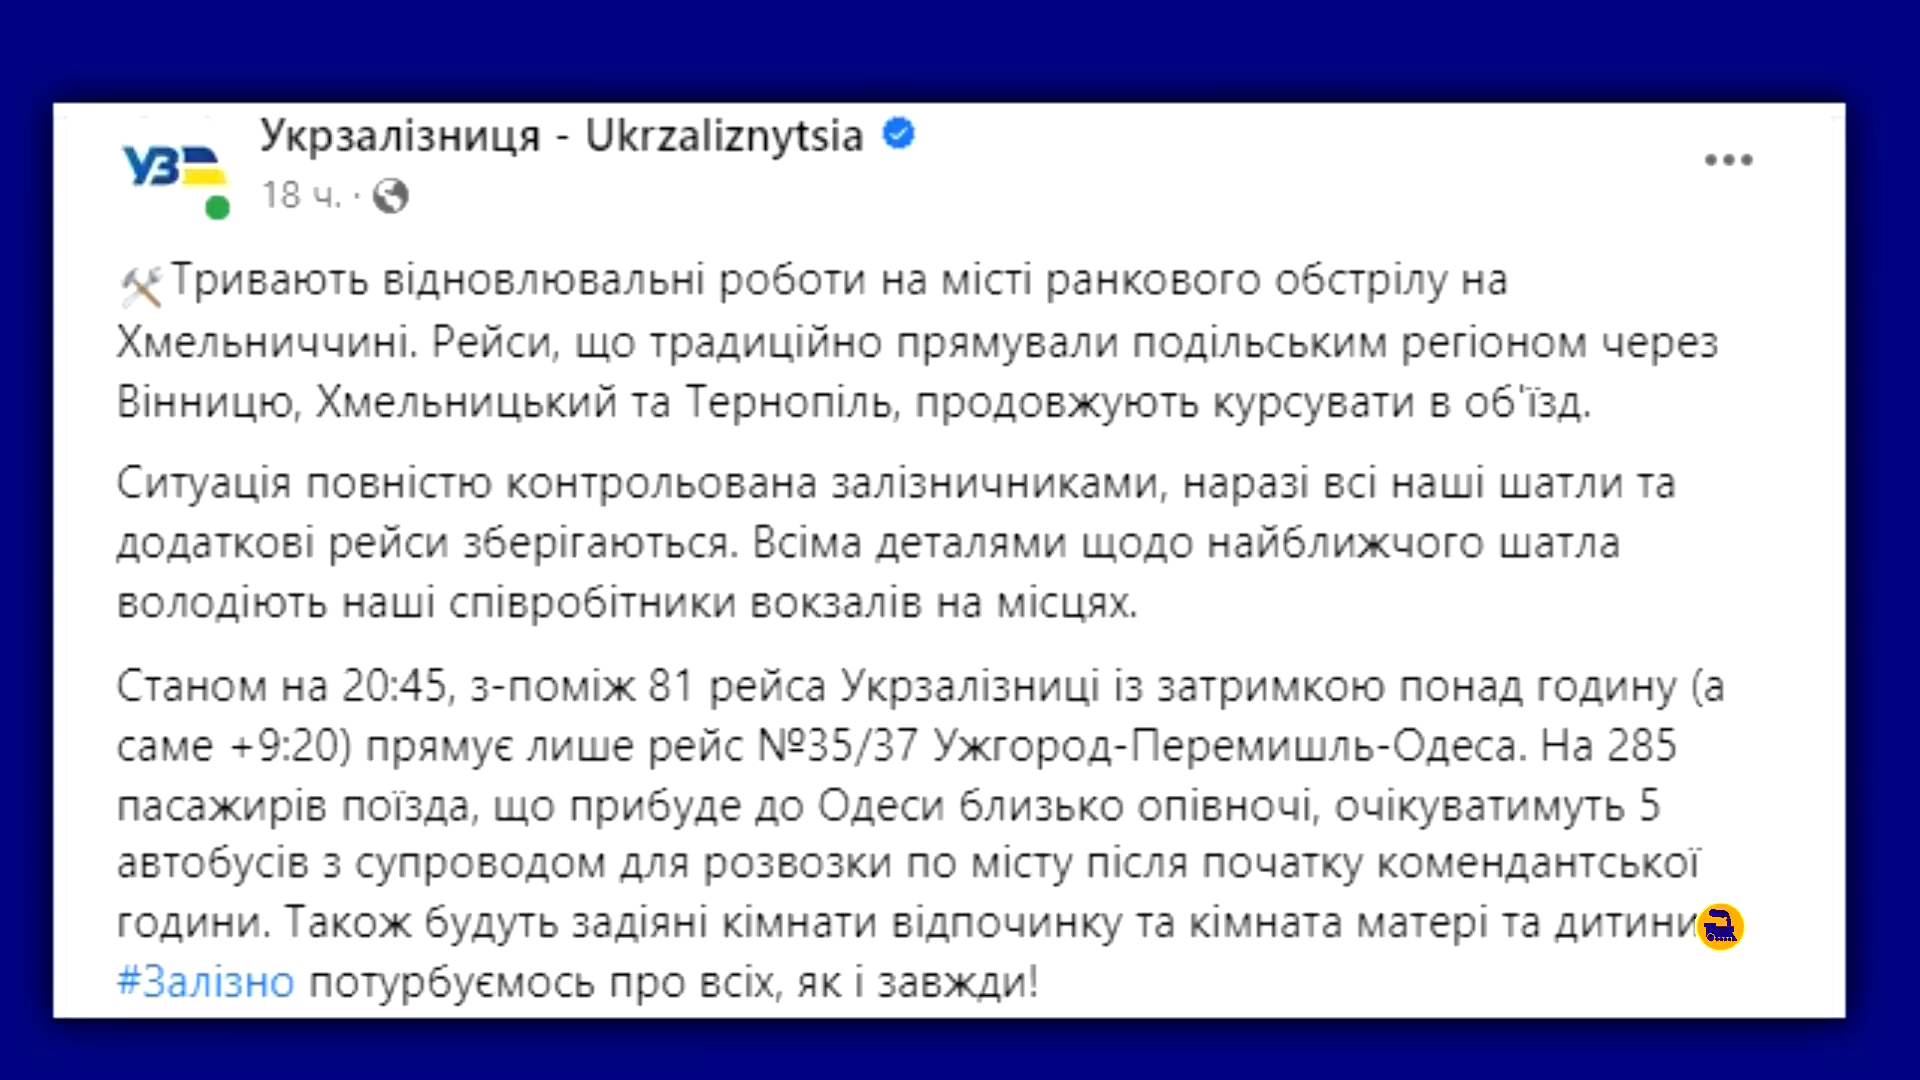 Укрзалізниця - Ukrzaliznytsia
УЗ
18 ч. ·
Тривають відновлювальні роботи на місті ранкового обстрілу на
Хмельниччині. Рейси, що традиційно прямували подільським регіоном через
Вінницю, Хмельницький та Тернопіль, продовжують курсувати в об'їзд.
Ситуація повністю контрольована залізничниками, наразі всі наші шатли та
додаткові рейси зберігаються. Всіма деталями щодо найближчого шатла
володіють наші співробітники вокзалів на місцях.
Станом на 20:45, з-поміж 81 рейса Укрзалізниці із затримкою понад годину (а
саме +9:20) прямує лише рейс №35/37 Ужгород-Перемишль-Одеса. На 285
пасажирів поїзда, що прибуде до Одеси близько опівночі, очікуватимуть 5
автобусів з супроводом для розвозки по місту після початку комендантської
години. Також будуть задіяні кімнати відпочинку та кімната матері та дитини
#Залізно потурбуємось про всіх, як і завжди!